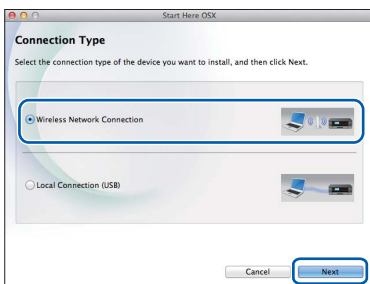 Start Here OSX
Connection Type
Select the connection type of the device you want to install, and then click Next.
Wireless Network Connection
Local Connection (USB)
Cancel
Next